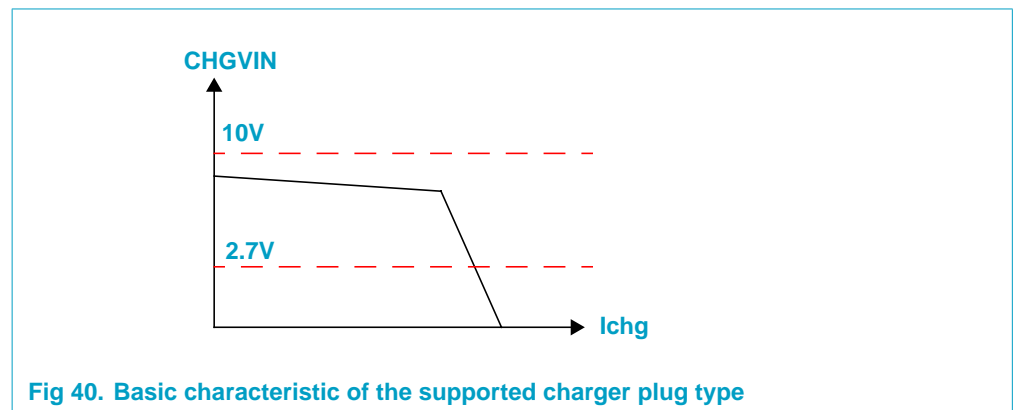 CHGVIN
10V
2.7V
Ichg
Fig 40. Basic characteristic of the supported charger plug type